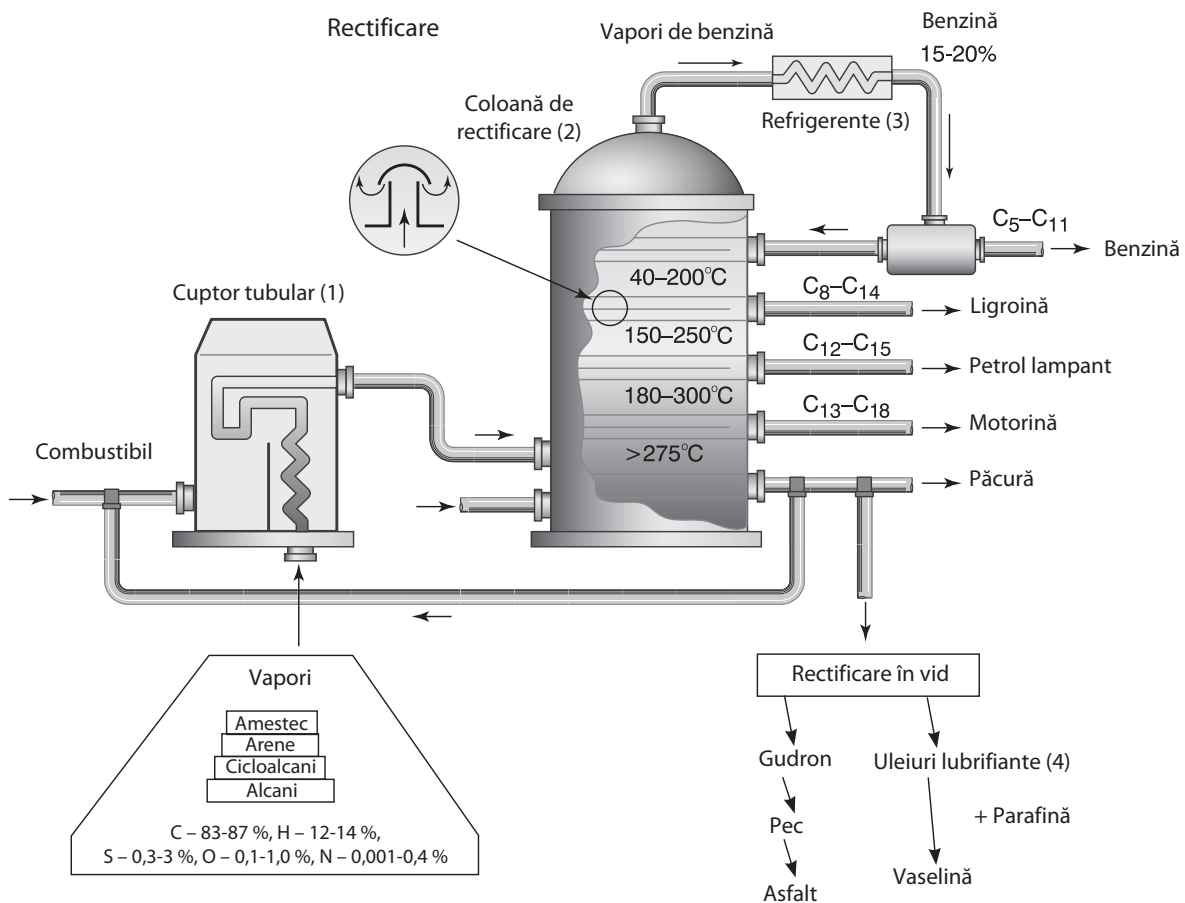 Rectificare
Vapori de benzină
Benzină
15-20%
Coloană de
rectificare (2)
Refrigerente (3)
C₅–C₁₁
Benzină
Cuptor tubular (1)
40–200°C
C₈–C₁₄
Ligroină
150–250°C
C₁₂–C₁₅
Petrol lampant
180–300°C
C₁₃–C₁₈
Motorină
Combustibil
>275°C
Păcură
Vapori
Amestec
Arene
Cicloalcani
Alcani
C – 83-87 %, H – 12-14 %,
S – 0,3-3 %, O – 0,1-1,0 %, N – 0,001-0,4 %
Rectificare în vid
Gudron
Uleiuri lubrifiante (4)
Pec
+ Parafină
Asfalt
Vaselină